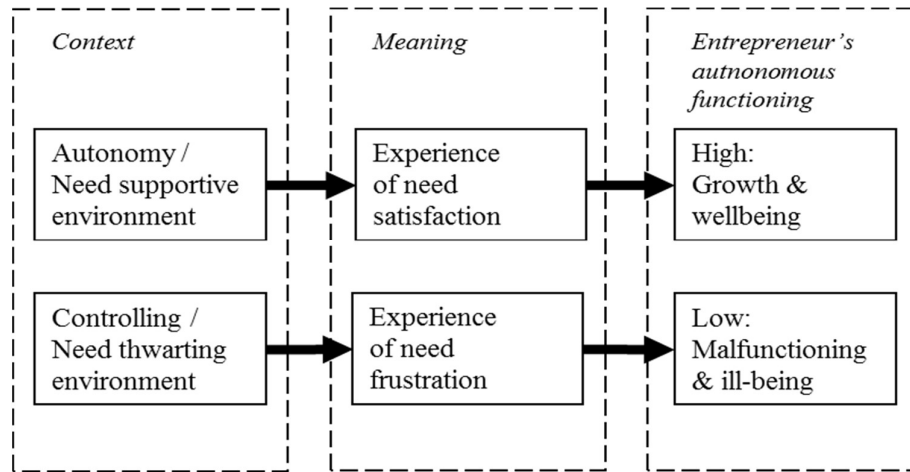 Context
Meaning
Entrepreneur's
autnonomous
functioning
Autonomy /
Need supportive
environment
Experience
of need
satisfaction
High:
Growth &
wellbeing
Controlling /
Need thwarting
environment
Experience
of need
frustration
Low:
Malfunctioning
& ill-being